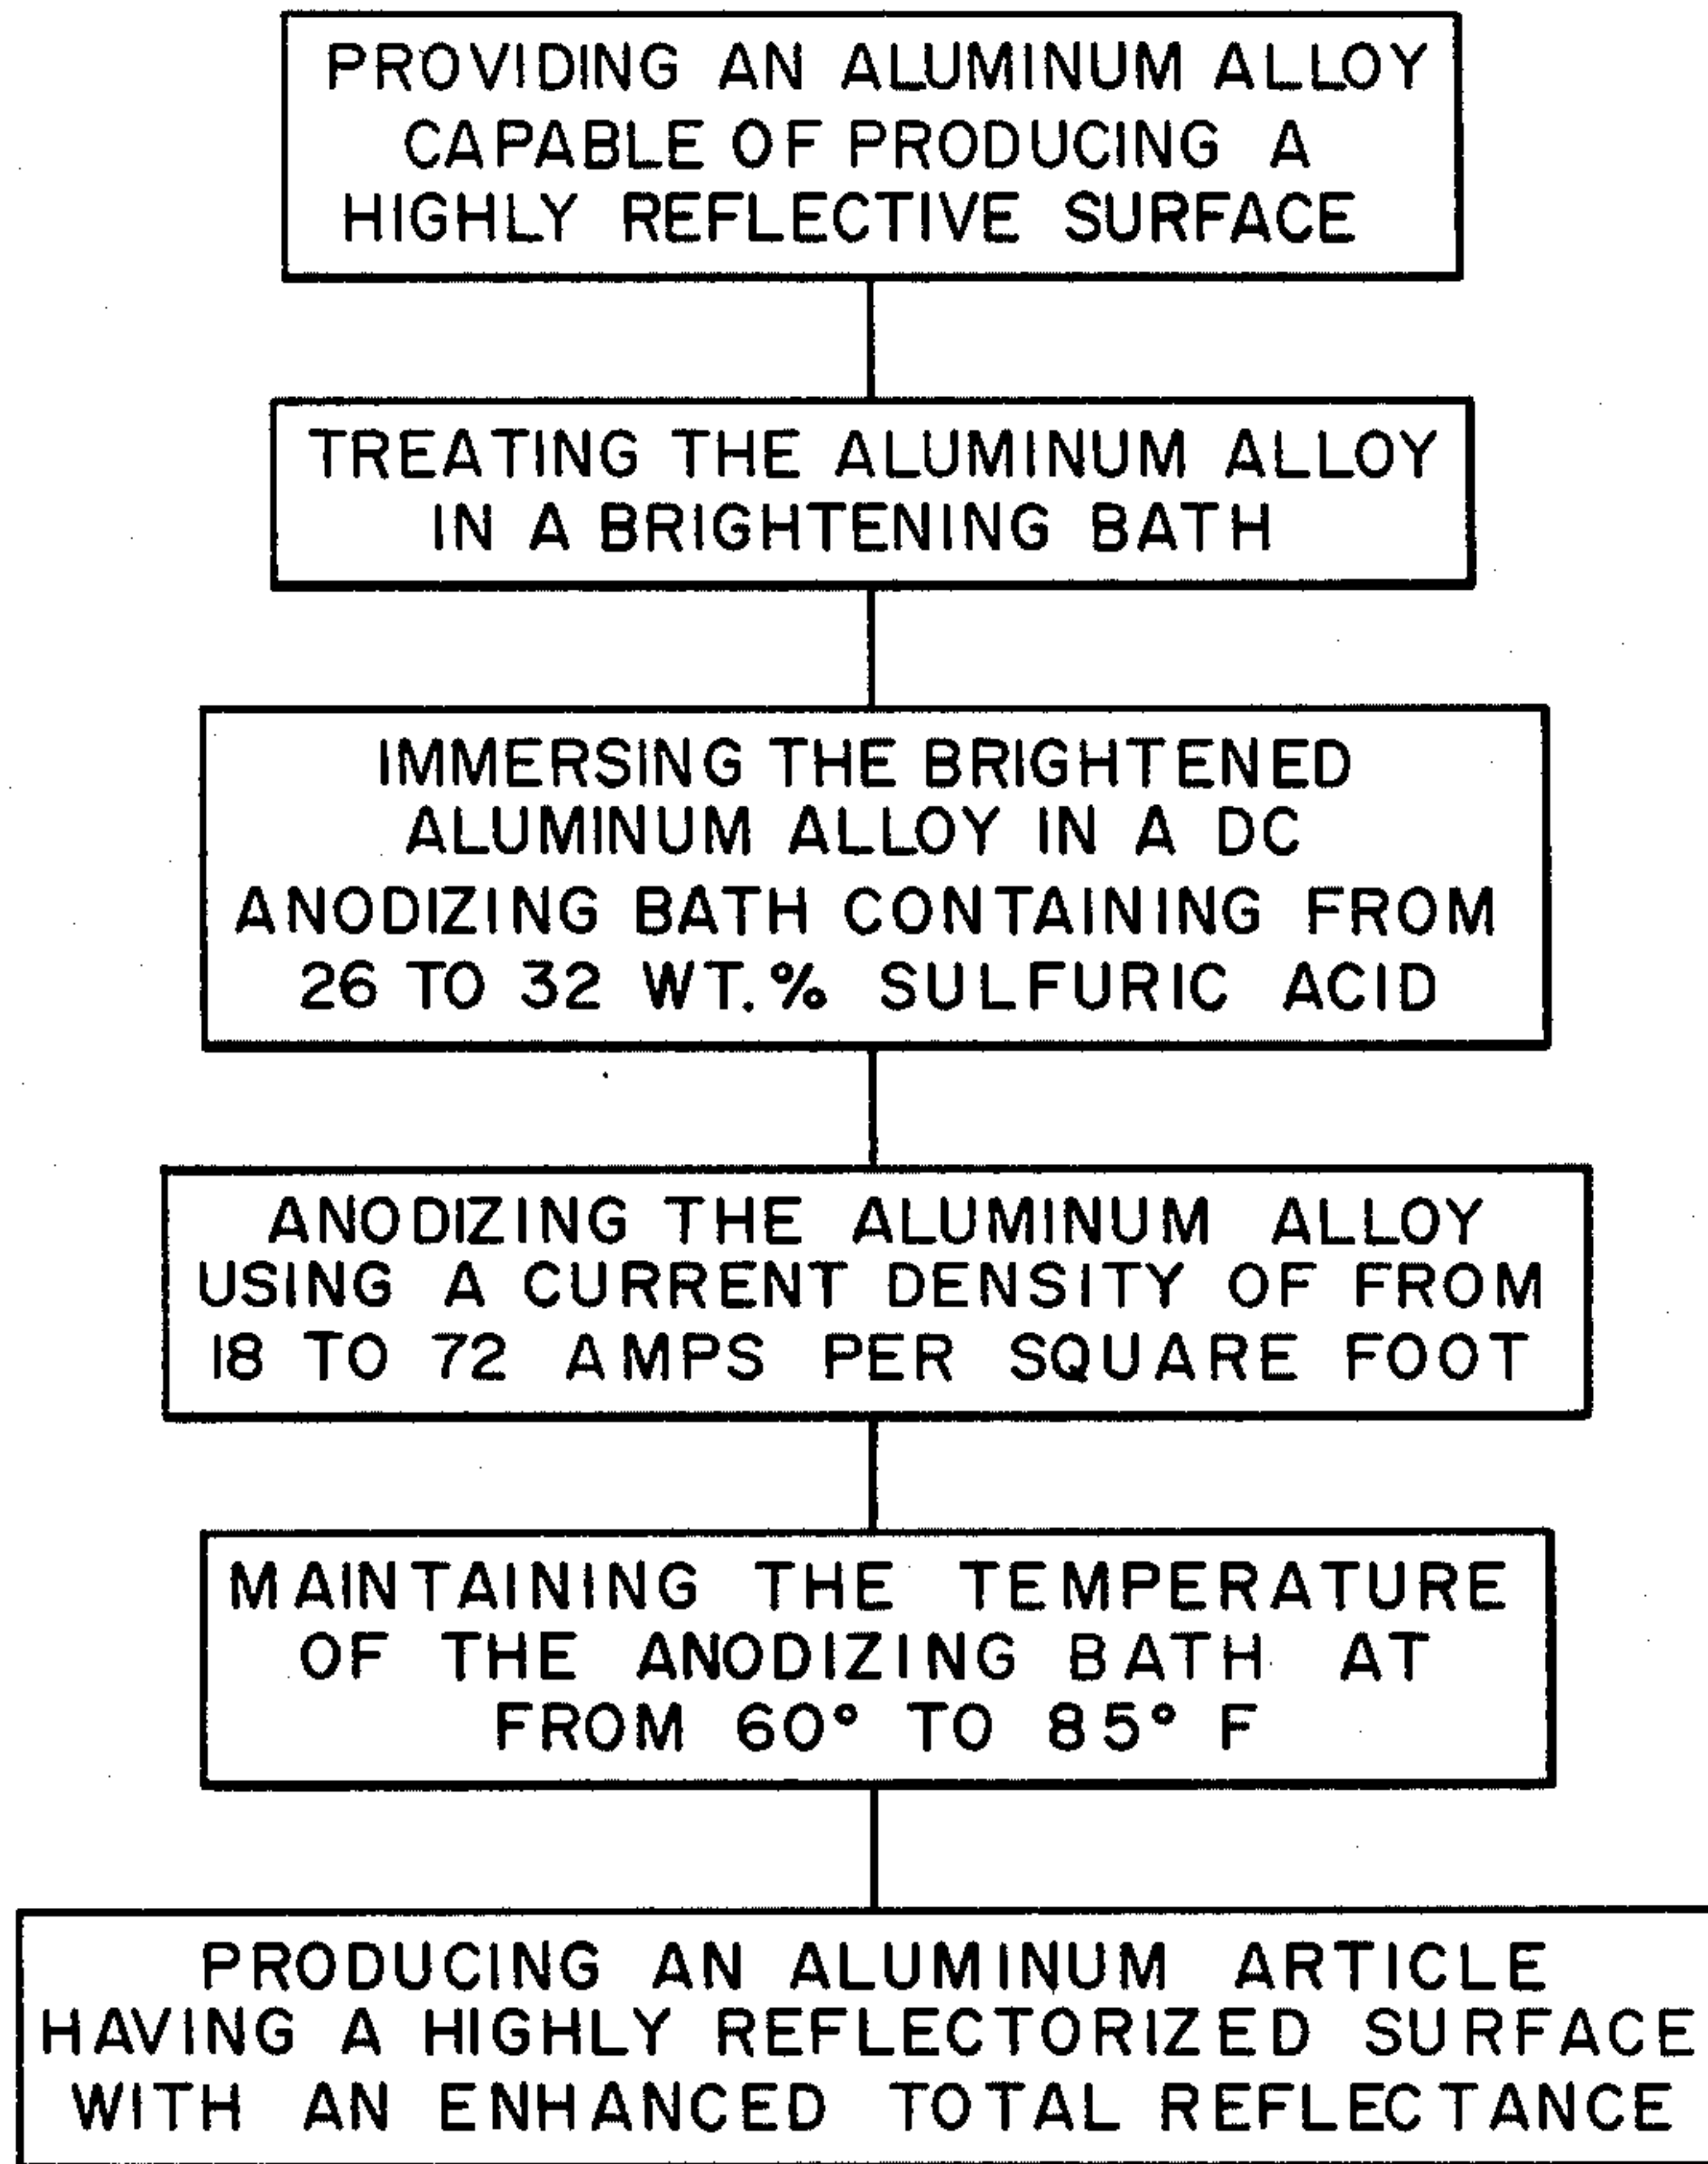 PROVIDING AN ALUMINUM ALLOY
CAPABLE OF PRODUCING A
HIGHLY REFLECTIVE SURFACE
TREATING THE ALUMINUM ALLOY
IN A BRIGHTENING BATH
IMMERSING THE BRIGHTENED
ALUMINUM ALLOY IN A DC
ANODIZING BATH CONTAINING FROM
26 TO 32 WT.% SULFURIC ACID
ANODIZING THE ALUMINUM ALLOY
USING A CURRENT DENSITY OF FROM
18 TO 72 AMPS PER SQUARE FOOT
MAINTAINING THE TEMPERATURE
OF THE ANODIZING BATH AT
FROM 60° TO 85° F
PRODUCING AN ALUMINUM ARTICLE
HAVING A HIGHLY REFLECTORIZED SURFACE
WITH AN ENHANCED TOTAL REFLECTANCE